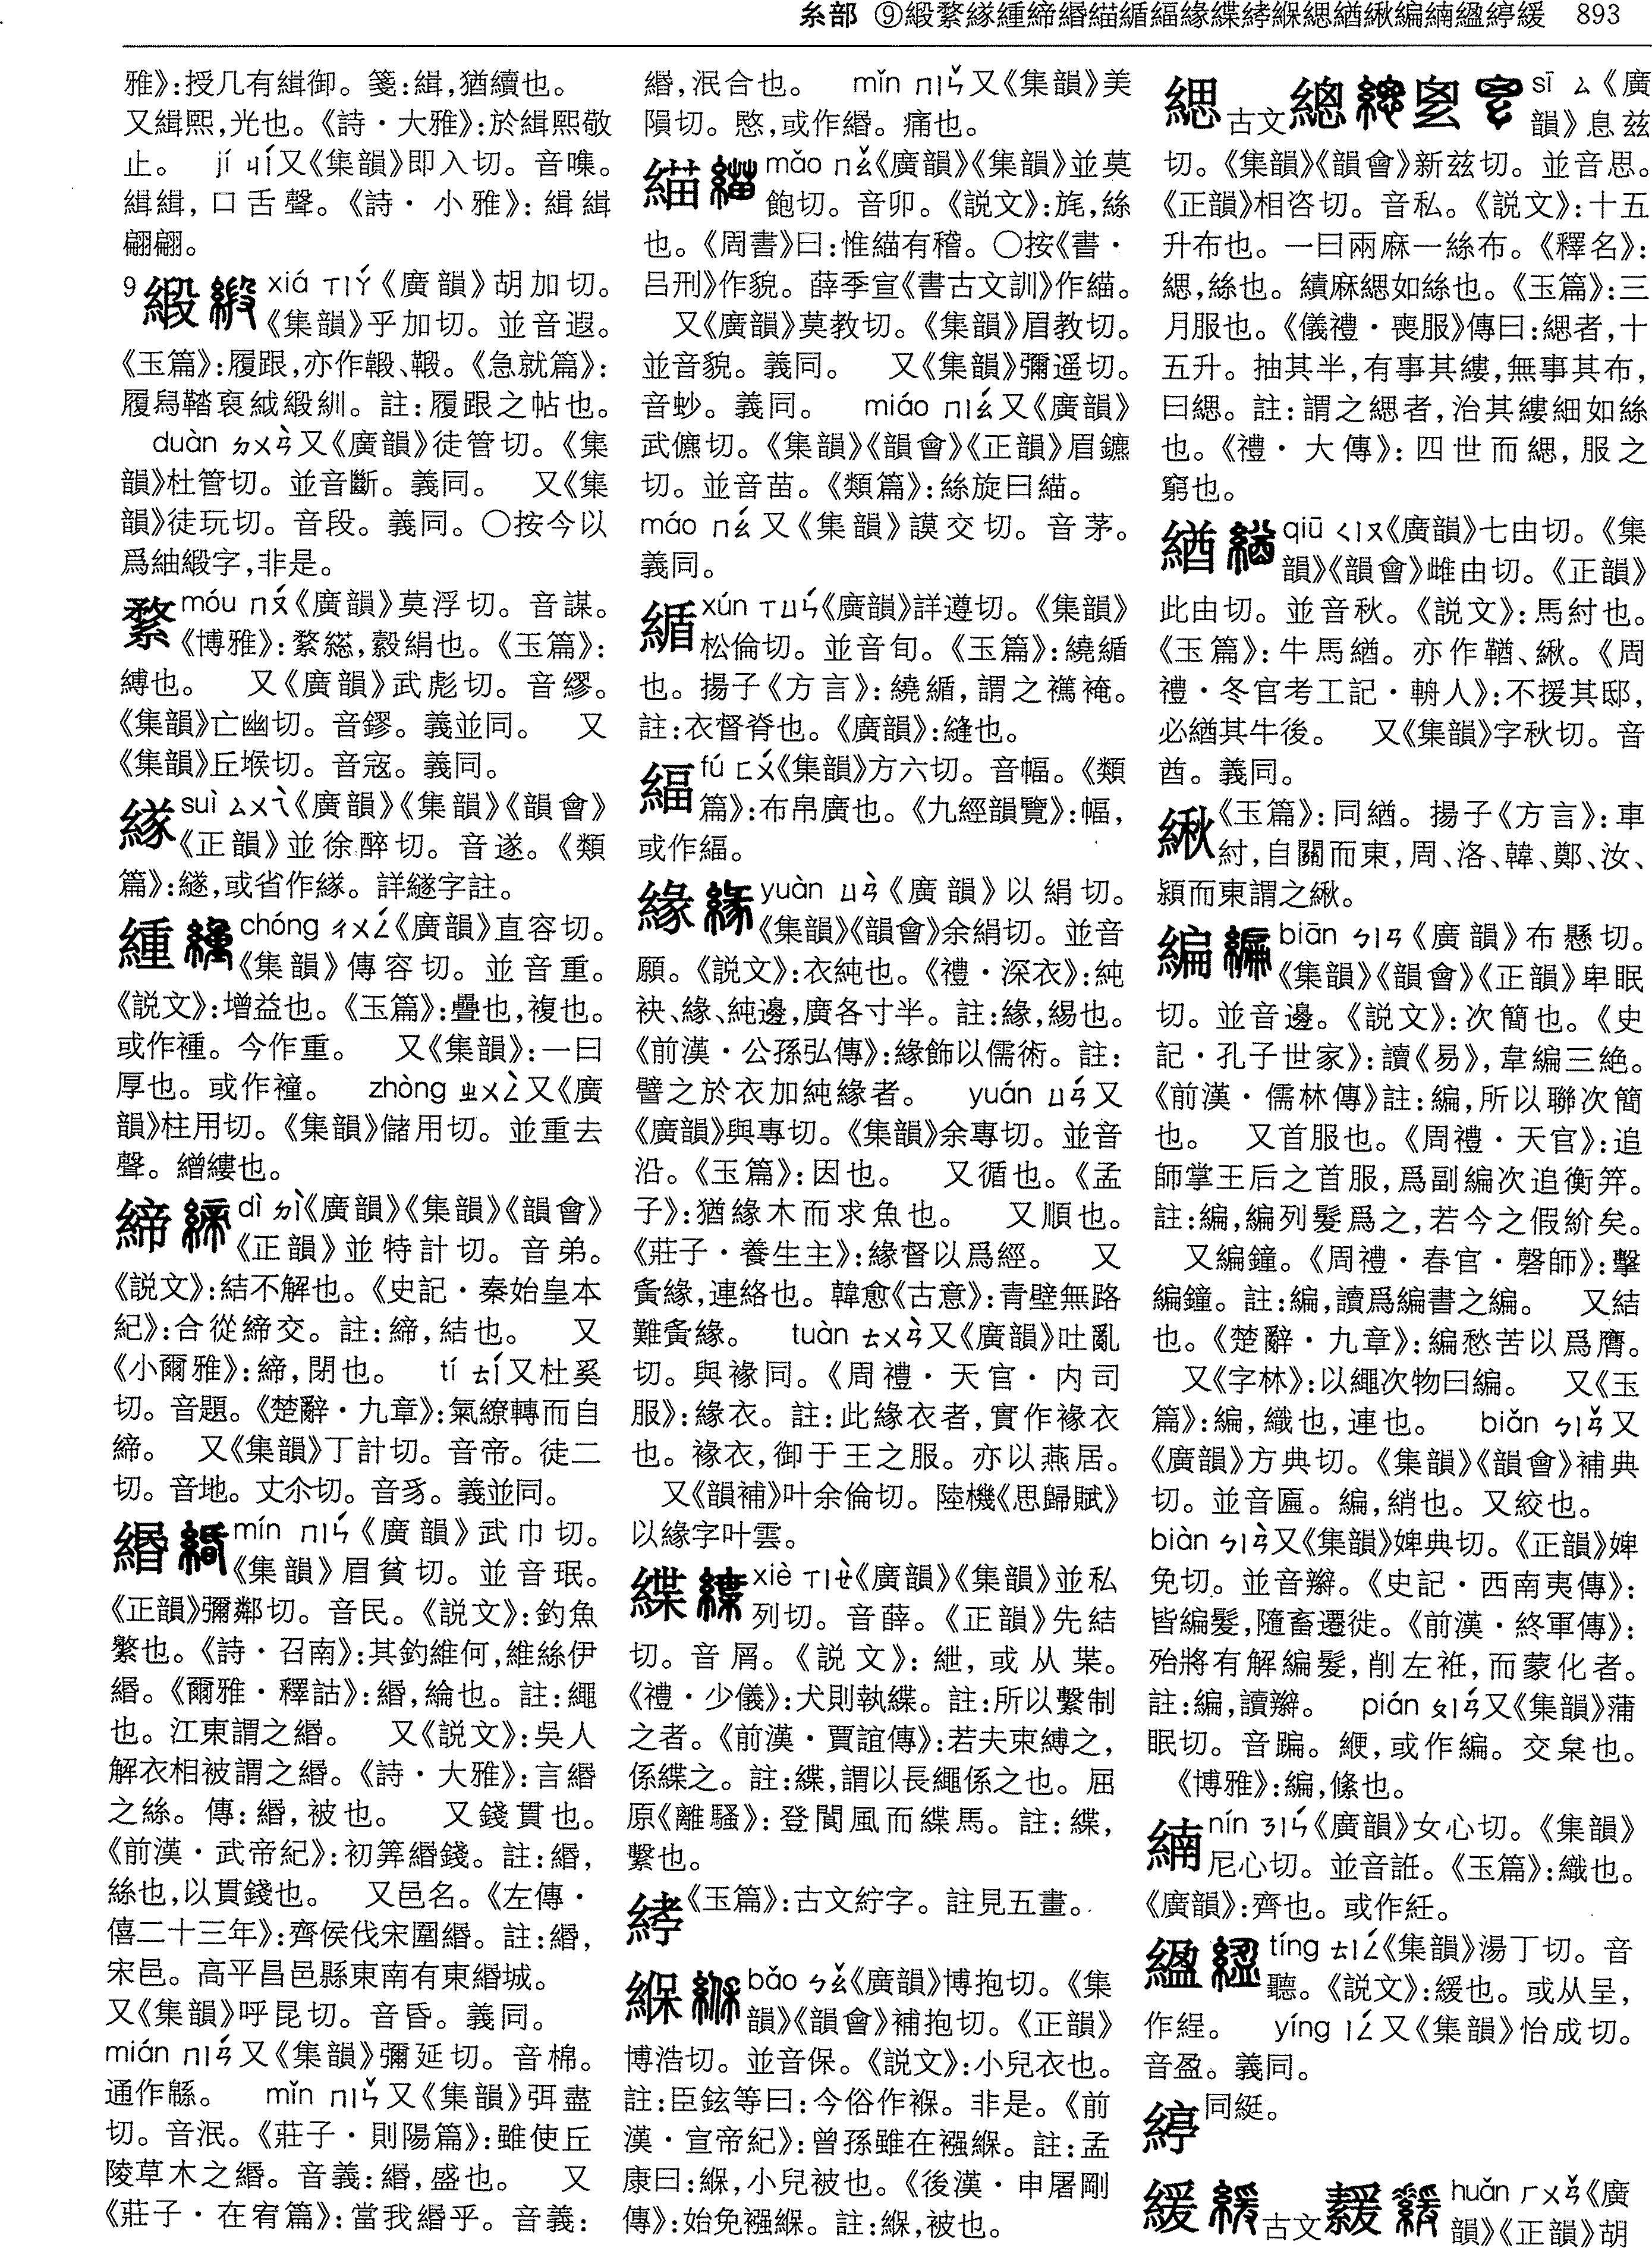 糸部 ⑨緞緐䋸緟締緡緢緧緼緣緤綍緥緦緧緅編緬縕綧緩 893
雅》:授几有緝御。箋:緝,猶續也。
又緝熙,光也。《詩·大雅》:於緝熙敬
止。 jí ㄐㄧˊ又《集韻》即入切。音喋。
緝緝,口舌聲。《詩·小雅》:緝緝
翩翩。
9緞 xiá ㄒㄧㄚˊ《廣韻》胡加切。
《集韻》乎加切。並音遐。
《玉篇》:履跟,亦作䪗、鞎。《急就篇》:
履舄鞜裒絨緞紃。註:履跟之帖也。
duàn ㄉㄨㄢˋ又《廣韻》徒管切。《集
韻》杜管切。並音斷。義同。 又《集
韻》徒玩切。音段。義同。○按今以
爲紬緞字,非是。
móu ㄇㄡˊ《廣韻》莫浮切。音謀。
《博雅》:緐緵,縠絹也。《玉篇》:
縛也。 又《廣韻》武彪切。音繆。
《集韻》亡幽切。音鏐。義並同。 又
《集韻》丘堠切。音宼。義同。
suì ㄙㄨㄟˋ《廣韻》《集韻》《韻會》
《正韻》並徐醉切。音遂。《類
篇》:繸,或省作䋸。詳繸字註。
緟 chóng ㄔㄨㄥˊ《廣韻》直容切。
《集韻》傳容切。並音重。
《説文》:增益也。《玉篇》:疊也,複也。
或作褈。今作重。 又《集韻》:一曰
厚也。或作䙜。 zhòng ㄓㄨㄥˋ又《廣
韻》柱用切。《集韻》儲用切。並重去
聲。繒縷也。
締 dì ㄉㄧˋ《廣韻》《集韻》《韻會》
《正韻》並特計切。音弟。
《説文》:結不解也。《史記·秦始皇本
紀》:合從締交。註:締,結也。 又
《小爾雅》:締,閉也。 tí ㄊㄧˊ又杜奚
切。音題。《楚辭·九章》:氣繚轉而自
締。 又《集韻》丁計切。音帝。徒二
切。音地。丈尒切。音豸。義並同。
緡 mín ㄇㄧㄣˊ《廣韻》武巾切。
《集韻》眉貧切。並音珉。
《正韻》彌鄰切。音民。《説文》:釣魚
繁也。《詩·召南》:其釣維何,維絲伊
緡。《爾雅·釋詁》:緡,綸也。註:繩
也。江東謂之緡。 又《説文》:吳人
解衣相被謂之緡。《詩·大雅》:言緡
之絲。傳:緡,被也。 又錢貫也。
《前漢·武帝紀》:初筭緡錢。註:緡,
絲也,以貫錢也。 又邑名。《左傳·
僖二十三年》:齊侯伐宋圍緡。註:緡,
宋邑。高平昌邑縣東南有東緡城。
又《集韻》呼昆切。音昏。義同。
mián ㄇㄧㄢˊ又《集韻》彌延切。音棉。
通作緜。 mǐn ㄇㄧㄣˇ又《集韻》弭盡
切。音泯。《莊子·則陽篇》:雖使丘
陵草木之緡。音義:緡,盛也。 又
《莊子·在宥篇》:當我緡乎。音義:
緡,泯合也。 mǐn ㄇㄧㄣˇ又《集韻》美
隕切。愍,或作緡。痛也。
緢 mǎo ㄇㄠˇ《廣韻》《集韻》並莫
飽切。音卯。《説文》:旄,絲
也。《周書》曰:惟緢有稽。○按《書·
吕刑》作貌。薛季宣《書古文訓》作緢。
又《廣韻》莫教切。《集韻》眉教切。
並音貌。義同。 又《集韻》彌遥切。
音䖢。義同。 miáo ㄇㄧㄠˊ又《廣韻》
武儦切。《集韻》《韻會》《正韻》眉鑣
切。並音苗。《類篇》:絲旋曰緢。
máo ㄇㄠˊ又《集韻》謨交切。音茅。
義同。
xún ㄒㄩㄣˊ《廣韻》詳遵切。《集韻》
松倫切。並音旬。《玉篇》:繞緧
也。揚子《方言》:繞緧,謂之䙢䘸。
註:衣督脊也。《廣韻》:縫也。
fú ㄈㄨˊ《集韻》方六切。音幅。《類
篇》:布帛廣也。《九經韻覽》:幅,
或作䋹。
緣 yuàn ㄩㄢˋ《廣韻》以絹切。
《集韻》《韻會》余絹切。並音
願。《説文》:衣純也。《禮·深衣》:純
袂、緣、純邊,廣各寸半。註:緣,緆也。
《前漢·公孫弘傳》:緣飾以儒術。註:
譬之於衣加純緣者。 yuán ㄩㄢˊ又
《廣韻》與專切。《集韻》余專切。並音
沿。《玉篇》:因也。 又循也。《孟
子》:猶緣木而求魚也。 又順也。
《莊子·養生主》:緣督以爲經。 又
夤緣,連絡也。韓愈《古意》:青壁無路
難夤緣。 tuàn ㄊㄨㄢˋ又《廣韻》吐亂
切。與褖同。《周禮·天官·内司
服》:緣衣。註:此緣衣者,實作褖衣
也。褖衣,御于王之服。亦以燕居。
又《韻補》叶余倫切。陸機《思歸賦》
以緣字叶雲。
緤 xiè ㄒㄧㄝˋ《廣韻》《集韻》並私
列切。音薛。《正韻》先結
切。音屑。《説文》:紲,或从枼。
《禮·少儀》:犬則執緤。註:所以繫制
之者。《前漢·賈誼傳》:若夫束縛之,
係緤之。註:緤,謂以長繩係之也。屈
原《離騷》:登閬風而緤馬。註:緤,
繫也。
《玉篇》:古文紵字。註見五畫。
緥 bǎo ㄅㄠˇ《廣韻》博抱切。《集
韻》《韻會》補抱切。《正韻》
博浩切。並音保。《説文》:小兒衣也。
註:臣鉉等曰:今俗作褓。非是。《前
漢·宣帝紀》:曾孫雖在襁緥。註:孟
康曰:緥,小兒被也。《後漢·申屠剛
傳》:始免襁緥。註:緥,被也。
緦 古文 sī ㄙ《廣
韻》息兹
切。《集韻》《韻會》新兹切。並音思。
《正韻》相咨切。音私。《説文》:十五
升布也。一曰兩麻一絲布。《釋名》:
緦,絲也。績麻緦如絲也。《玉篇》:三
月服也。《儀禮·喪服》傳曰:緦者,十
五升。抽其半,有事其縷,無事其布,
曰緦。註:謂之緦者,治其縷細如絲
也。《禮·大傳》:四世而緦,服之
窮也。
緧 qiū ㄑㄧㄡ《廣韻》七由切。《集
韻》《韻會》雌由切。《正韻》
此由切。並音秋。《説文》:馬紂也。
《玉篇》:牛馬緧。亦作鞧、緅。《周
禮·冬官考工記·輈人》:不援其邸,
必緧其牛後。 又《集韻》字秋切。音
酋。義同。
《玉篇》:同緧。揚子《方言》:車
紂,自關而東,周、洛、韓、鄭、汝、
潁而東謂之䋺。
編 biān ㄅㄧㄢ《廣韻》布懸切。
《集韻》《韻會》《正韻》卑眠
切。並音邊。《説文》:次簡也。《史
記·孔子世家》:讀《易》,韋編三絶。
《前漢·儒林傳》註:編,所以聯次簡
也。 又首服也。《周禮·天官》:追
師掌王后之首服,爲副編次追衡笄。
註:編,編列髮爲之,若今之假紒矣。
又編鐘。《周禮·春官·磬師》:擊
編鐘。註:編,讀爲編書之編。 又結
也。《楚辭·九章》:編愁苦以爲膺。
又《字林》:以繩次物曰編。 又《玉
篇》:編,織也,連也。 biǎn ㄅㄧㄢˇ又
《廣韻》方典切。《集韻》《韻會》補典
切。並音匾。編,綃也。又絞也。
biàn ㄅㄧㄢˋ又《集韻》婢典切。《正韻》婢
免切。並音辮。《史記·西南夷傳》:
皆編髮,隨畜遷徙。《前漢·終軍傳》:
殆將有解編髮,削左衽,而蒙化者。
註:編,讀辮。 pián ㄆㄧㄢˊ又《集韻》蒲
眠切。音蹁。緶,或作編。交枲也。
《博雅》:編,絛也。
nín ㄋㄧㄣˊ《廣韻》女心切。《集韻》
尼心切。並音誑。《玉篇》:織也。
《廣韻》:齊也。或作紝。
tíng ㄊㄧㄥˊ《集韻》湯丁切。音
聽。《説文》:緩也。或从呈,
作綎。 yíng ㄧㄥˊ又《集韻》怡成切。
音盈。義同。
同綎。
緩 古文 huǎn ㄏㄨㄢˇ《廣
韻》《正韻》胡